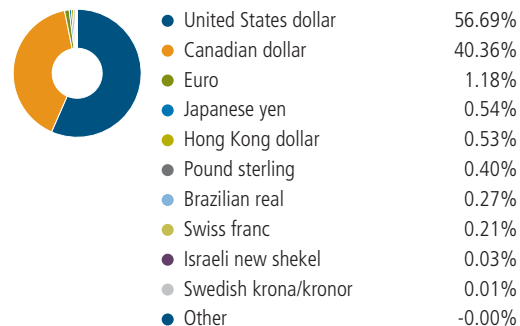 United States dollar 56.69%
Canadian dollar 40.36%
Euro 1.18%
Japanese yen 0.54%
Hong Kong dollar 0.53%
Pound sterling 0.40%
Brazilian real 0.27%
Swiss franc 0.21%
Israeli new shekel 0.03%
Swedish krona/kronor 0.01%
Other -0.00%